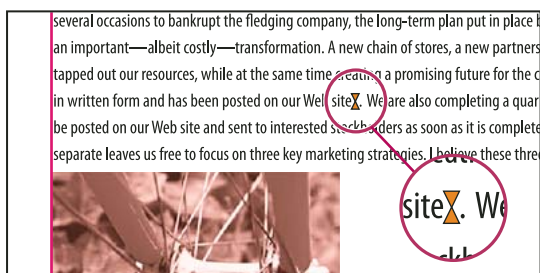 several occasions to bankrupt the fledging company, the long-term plan put in place
an important—albeit costly—transformation. A new chain of stores, a new partners
tapped out our resources, while at the same time creating a promising future for the
in written form and has been posted on our Web site. We are also completing a quar
be posted on our Web site and sent to interested stockholders as soon as it is complete
separate leaves us free to focus on three key marketing strategies. I believe these three
site. We